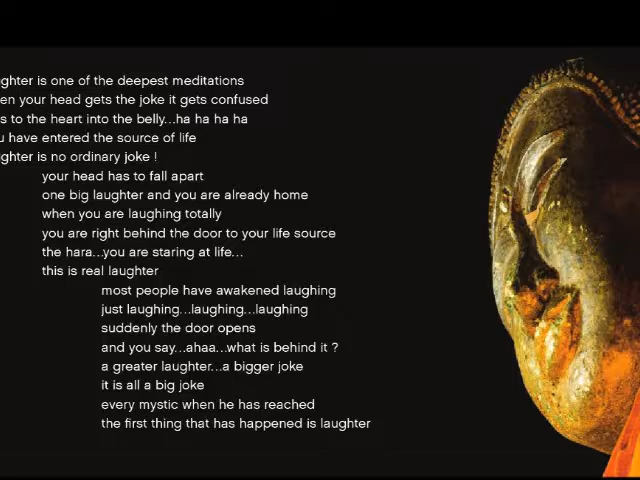 ghter is one of the deepest meditations
en your head gets the joke it gets confused
s to the heart into the belly...ha ha ha ha
u have entered the source of life
ghter is no ordinary joke !
your head has to fall apart
one big laughter and you are already home
when you are laughing totally
you are right behind the door to your life source
the hara...you are staring at life...
this is real laughter
most people have awakened laughing
just laughing...laughing...laughing
suddenly the door opens
and you say...ahaa...what is behind it ?
a greater laughter...a bigger joke
it is all a big joke
every mystic when he has reached
the first thing that has happened is laughter